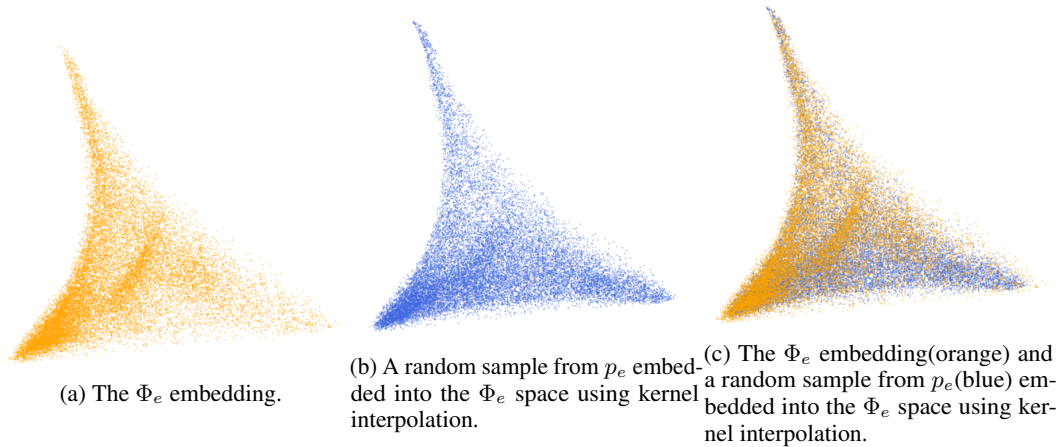 (a) The Φ_e embedding.
(b) A random sample from p_e embed-
ded into the Φ_e space using kernel
interpolation.
(c) The Φ_e embedding(orange) and
a random sample from p_e(blue) em-
bedded into the Φ_e space using ker-
nel interpolation.